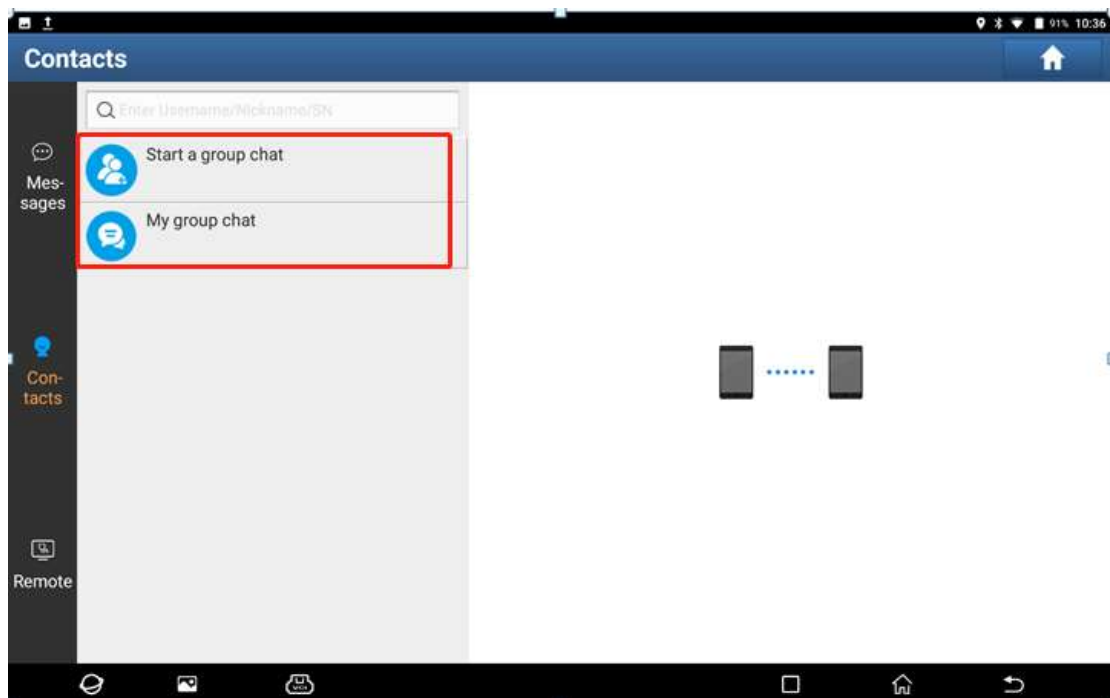 91% 10:36
Contacts
Enter Username/Nickname/SN
Start a group chat
Mes-
sages
My group chat
Con-
tacts
Remote
VCI